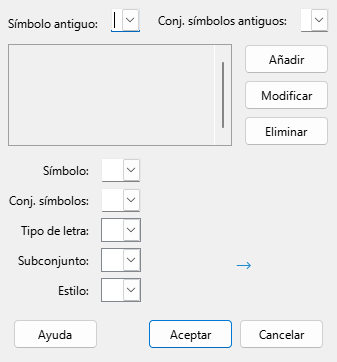 Símbolo antiguo: Conj. símbolos antiguos:
Añadir
Modificar
Eliminar
Símbolo:
Conj. símbolos:
Tipo de letra:
Subconjunto:
→
Estilo:
Ayuda Aceptar Cancelar